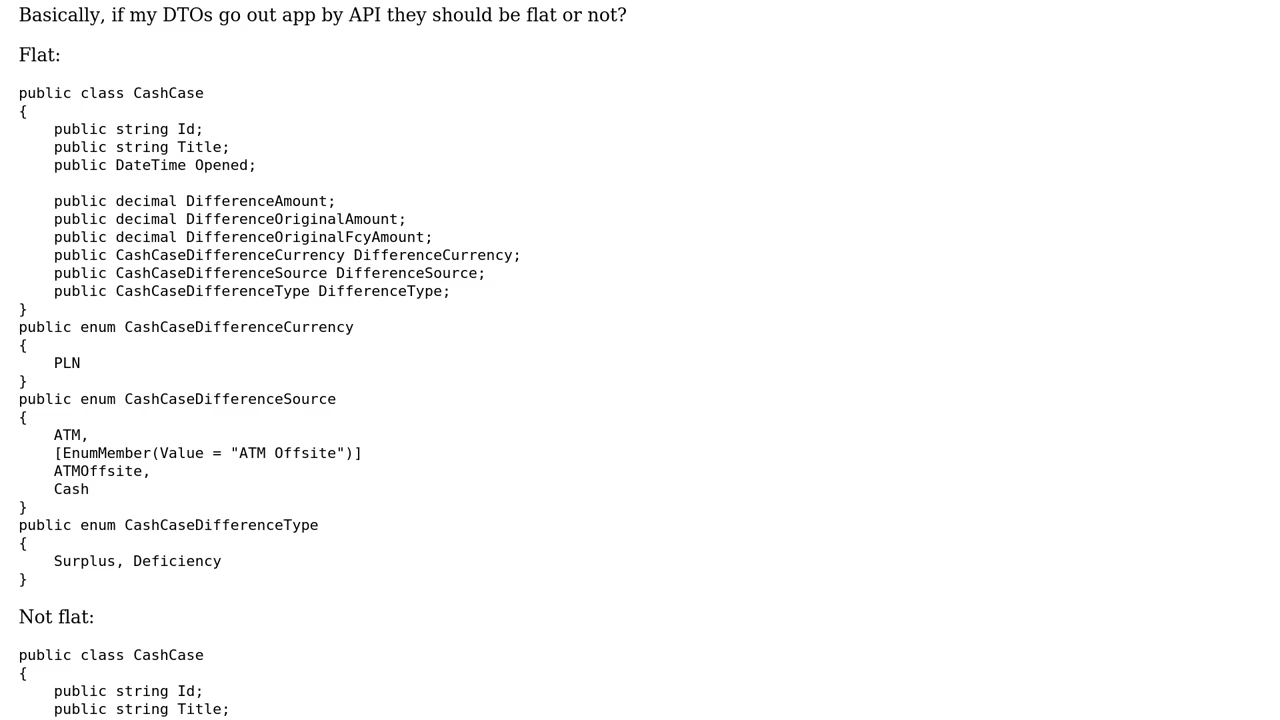 Basically, if my DTOs go out app by API they should be flat or not?
Flat:
public class CashCase
{
    public string Id;
    public string Title;
    public DateTime Opened;

    public decimal DifferenceAmount;
    public decimal DifferenceOriginalAmount;
    public decimal DifferenceOriginalFcyAmount;
    public CashCaseDifferenceCurrency DifferenceCurrency;
    public CashCaseDifferenceSource DifferenceSource;
    public CashCaseDifferenceType DifferenceType;
}
public enum CashCaseDifferenceCurrency
{
    PLN
}
public enum CashCaseDifferenceSource
{
    ATM,
    [EnumMember(Value = "ATM Offsite")]
    ATMOffsite,
    Cash
}
public enum CashCaseDifferenceType
{
    Surplus, Deficiency
}
Not flat:
public class CashCase
{
    public string Id;
    public string Title;